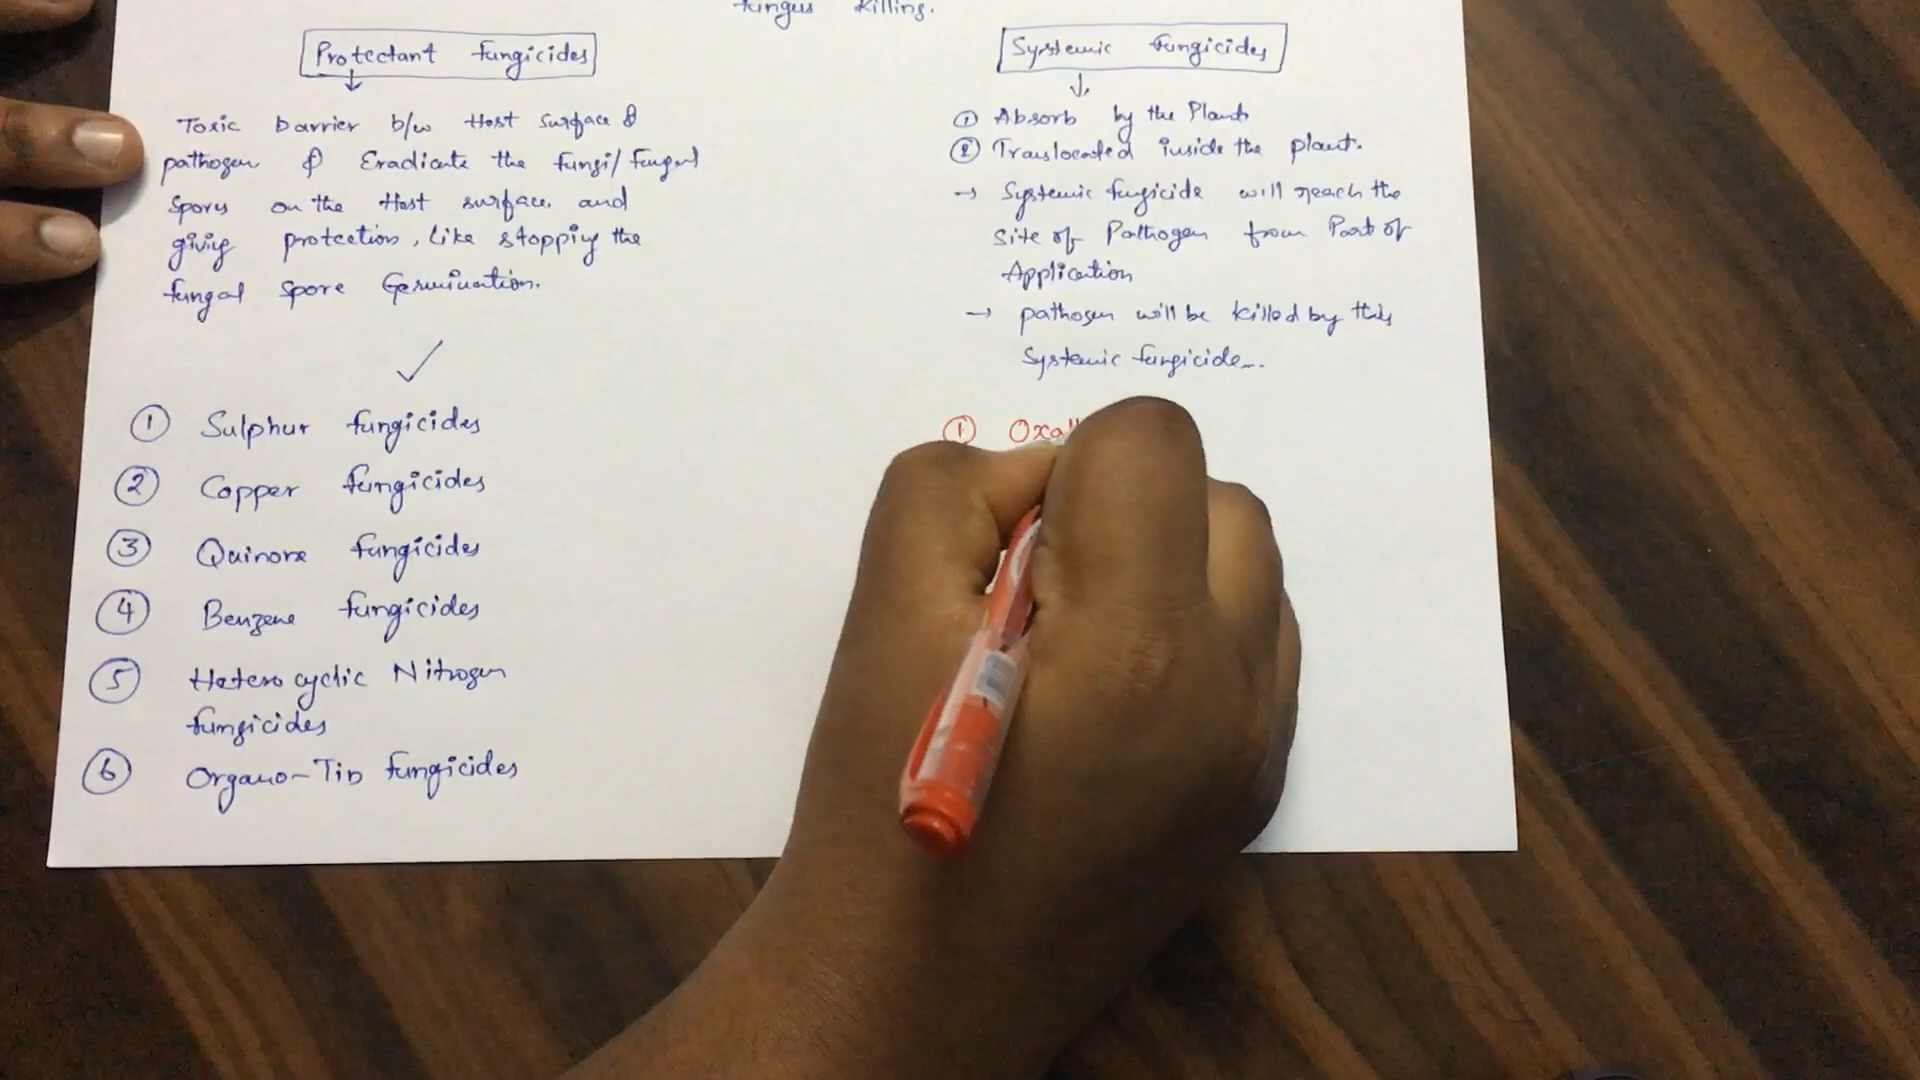 fungus killing.
Protectant fungicides
Toxic barrier b/w Host surface &
pathogen & Eradicate the fungi/fungal
Spores on the Host surface and
giving protection, like stopping the
fungal spore Germination.
① Sulphur fungicides
② Copper fungicides
③ Quinone fungicides
④ Benzene fungicides
⑤ Heterocyclic Nitrogen
fungicides
⑥ Organo-Tin fungicides
Systemic fungicides
① Absorb by the Plants
② Translocated inside the plant.
→ Systemic fungicide will reach the
site of Pathogen from Part of
Application
→ pathogen will be killed by this
Systemic fungicide...
① Oxal